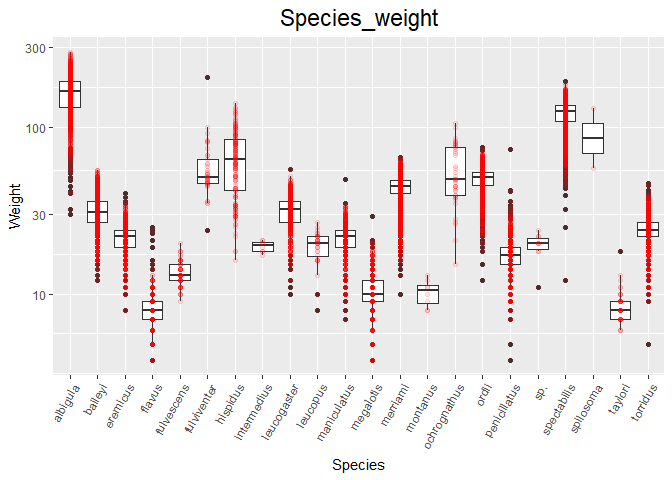 Species_weight
300
100
30
10
Weight
albigula
baileyi
eremicus
flavus
fulvescens
fulviventer
hispidus
intermedius
leucogaster
leucopus
maniculatus
megalotis
merriami
montanus
ochrognathus
ordii
penicillatus
sp.
spectabilis
spilosoma
taylori
torridus
Species